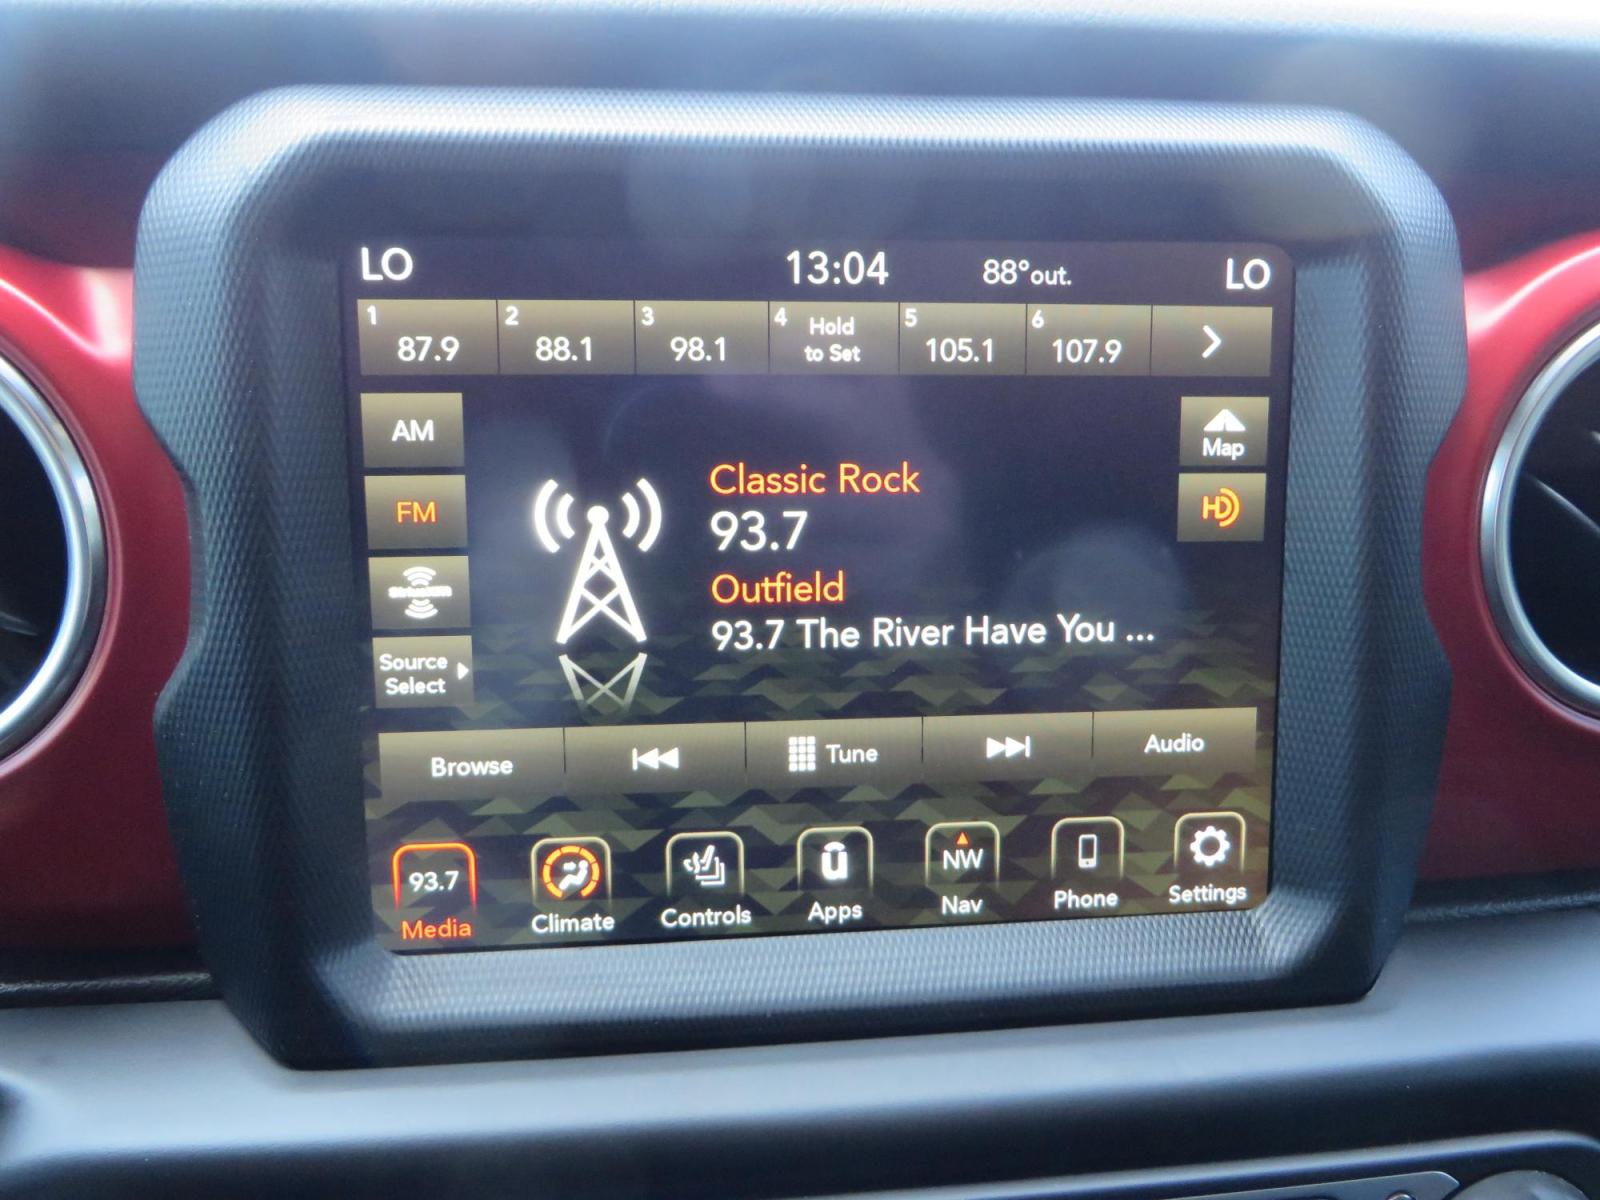 LO 13:04 88°out. LO
1 87.9 2 88.1 3 98.1 4 Hold to Set 5 105.1 6 107.9
AM
Map
FM
HD
Classic Rock
93.7
Outfield
93.7 The River Have You ...
SiriusXM
Source
Select
Browse Tune Audio
93.7 NW
Media Climate Controls Apps Nav Phone Settings